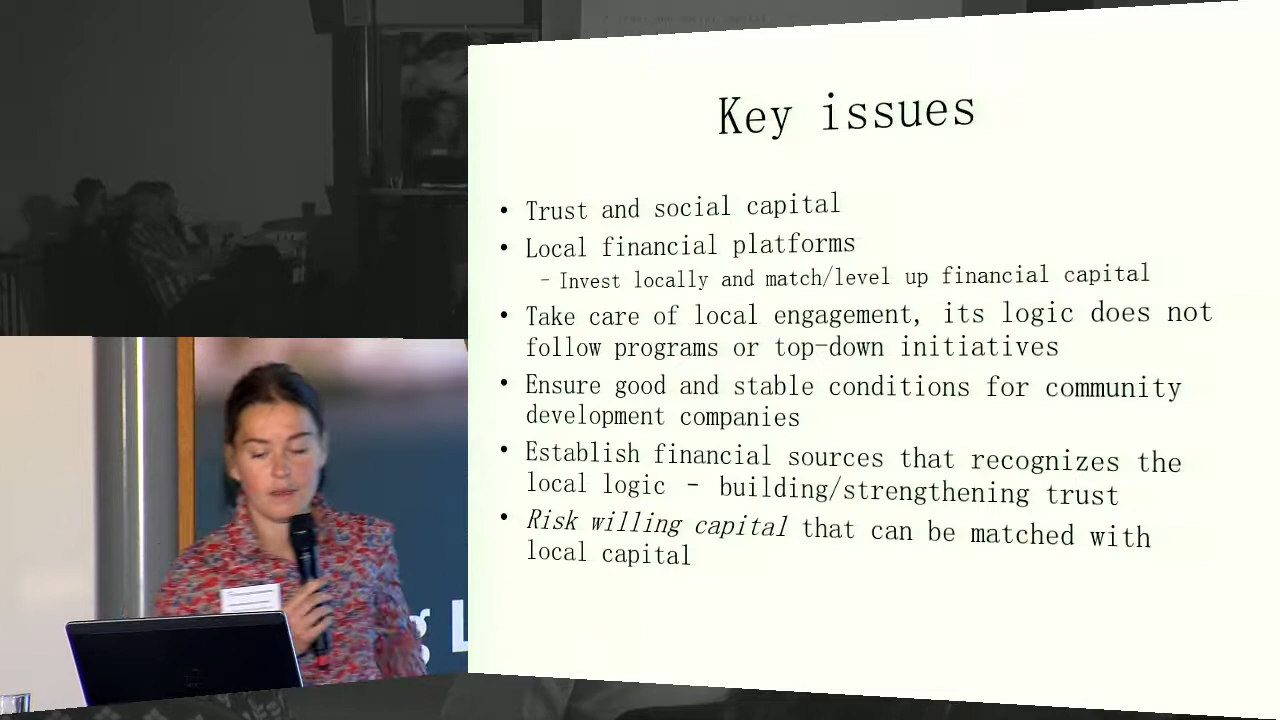 Key issues
• Trust and social capital
• Local financial platforms
– Invest locally and match/level up financial capital
• Take care of local engagement, its logic does not
follow programs or top-down initiatives
• Ensure good and stable conditions for community
development companies
• Establish financial sources that recognizes the
local logic – building/strengthening trust
• Risk willing capital that can be matched with
local capital
g L